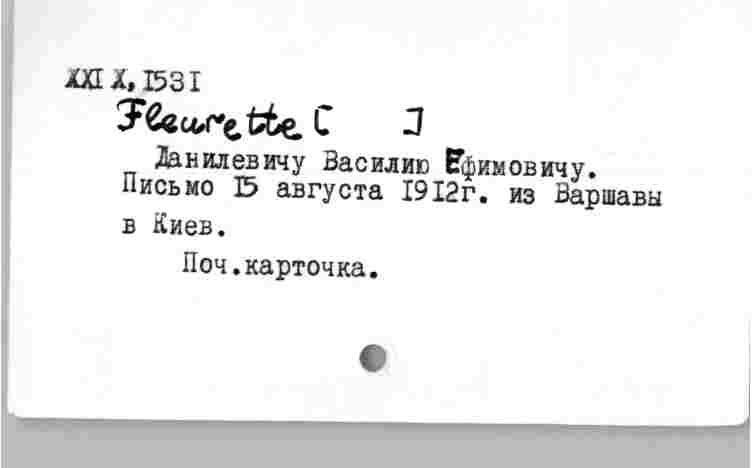 XXIX, 1531
Fleurette [ ]
Данилевичу Василию Ефимовичу.
Письмо 15 августа 1912г. из Варшавы
в Киев.
Поч.карточка.